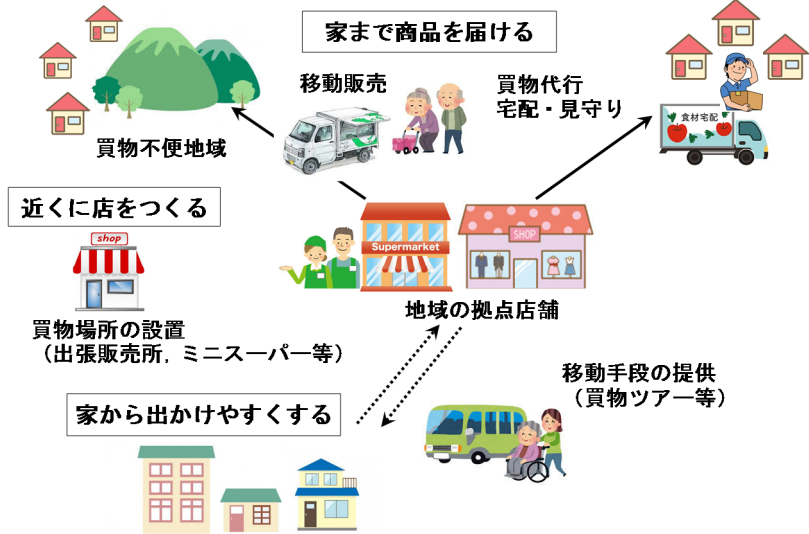 家まで商品を届ける
移動販売
買物代行
宅配・見守り
食材宅配
買物不便地域
近くに店をつくる
shop
Supermarket
SHOP
地域の拠点店舗
買物場所の設置
（出張販売所，ミニスーパー等）
移動手段の提供
（買物ツアー等）
家から出かけやすくする